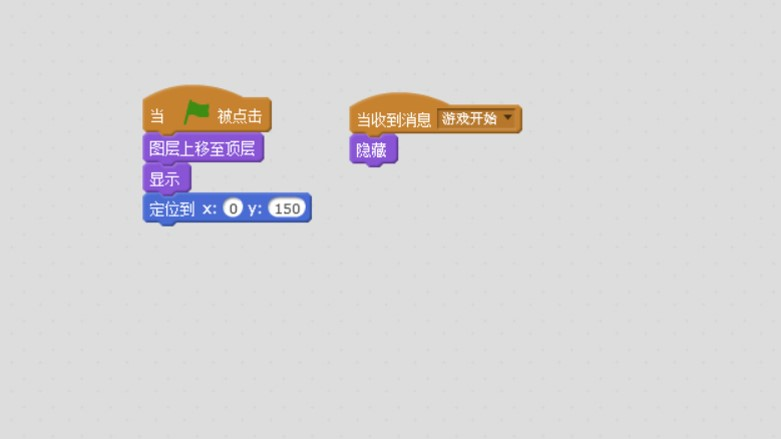 当 被点击
图层上移至顶层
显示
定位到 x: 0 y: 150
当收到消息 游戏开始
隐藏